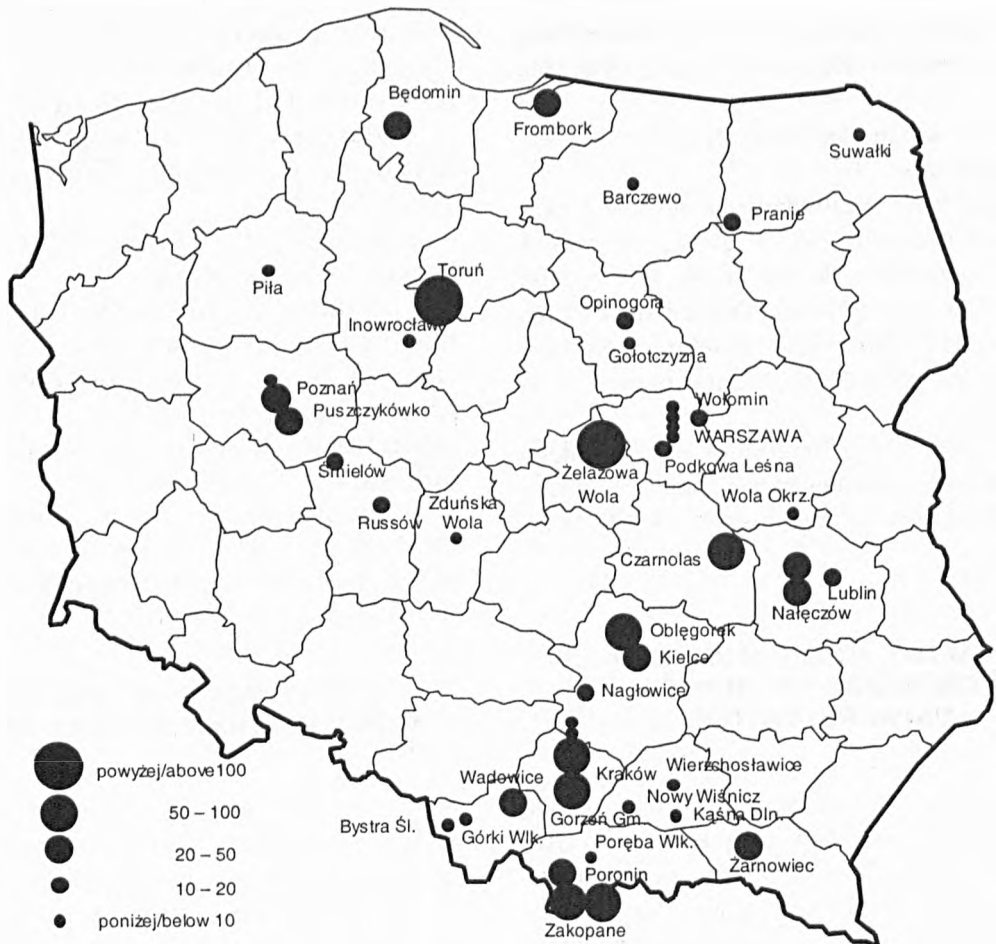 Będomin
Frombork
Suwałki
Barczewo
Pranie
Piła
Toruń
Opinogóra
Inowrocław
Gołotczyzna
Poznań
Puszczykówko
Wołomin
WARSZAWA
Podkowa Leśna
Żelazowa
Wola
Śmielów
Russów
Zduńska
Wola
Wola Okrz.
Czarnolas
Lublin
Nałęczów
Oblęgorek
Kielce
Nagłowice
Wadowice
Kraków
Wierzchosławice
Nowy Wiśnicz
Gorzeń Gm.
Kąśna Dln.
Bystra Śl.
Górki Wlk.
Poręba Wlk.
Żarnowiec
Poronin
Zakopane
powyżej/above100
50 – 100
20 – 50
10 – 20
poniżej/below 10